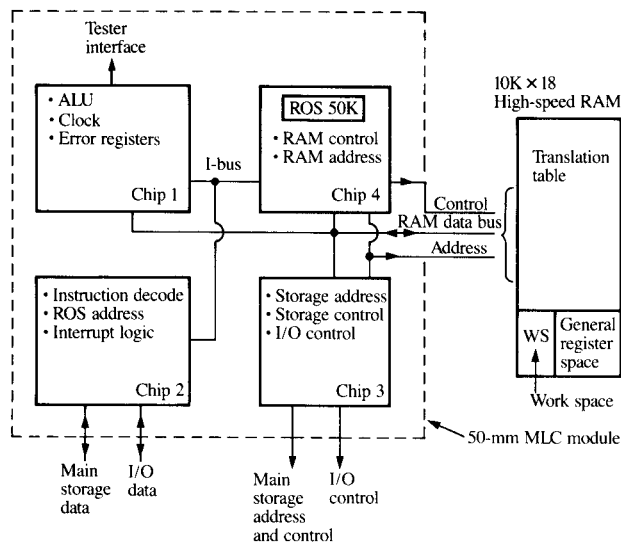 Tester
interface
• ALU
• Clock
• Error registers
Chip 1
I-bus
ROS 50K
• RAM control
• RAM address
Chip 4
10K × 18
High-speed RAM
Translation
table
Control
RAM data bus
Address
• Instruction decode
• ROS address
• Interrupt logic
Chip 2
• Storage address
• Storage control
• I/O control
Chip 3
WS
General
register
space
Work space
50-mm MLC module
Main
storage
data
I/O
data
Main
storage
address
and control
I/O
control